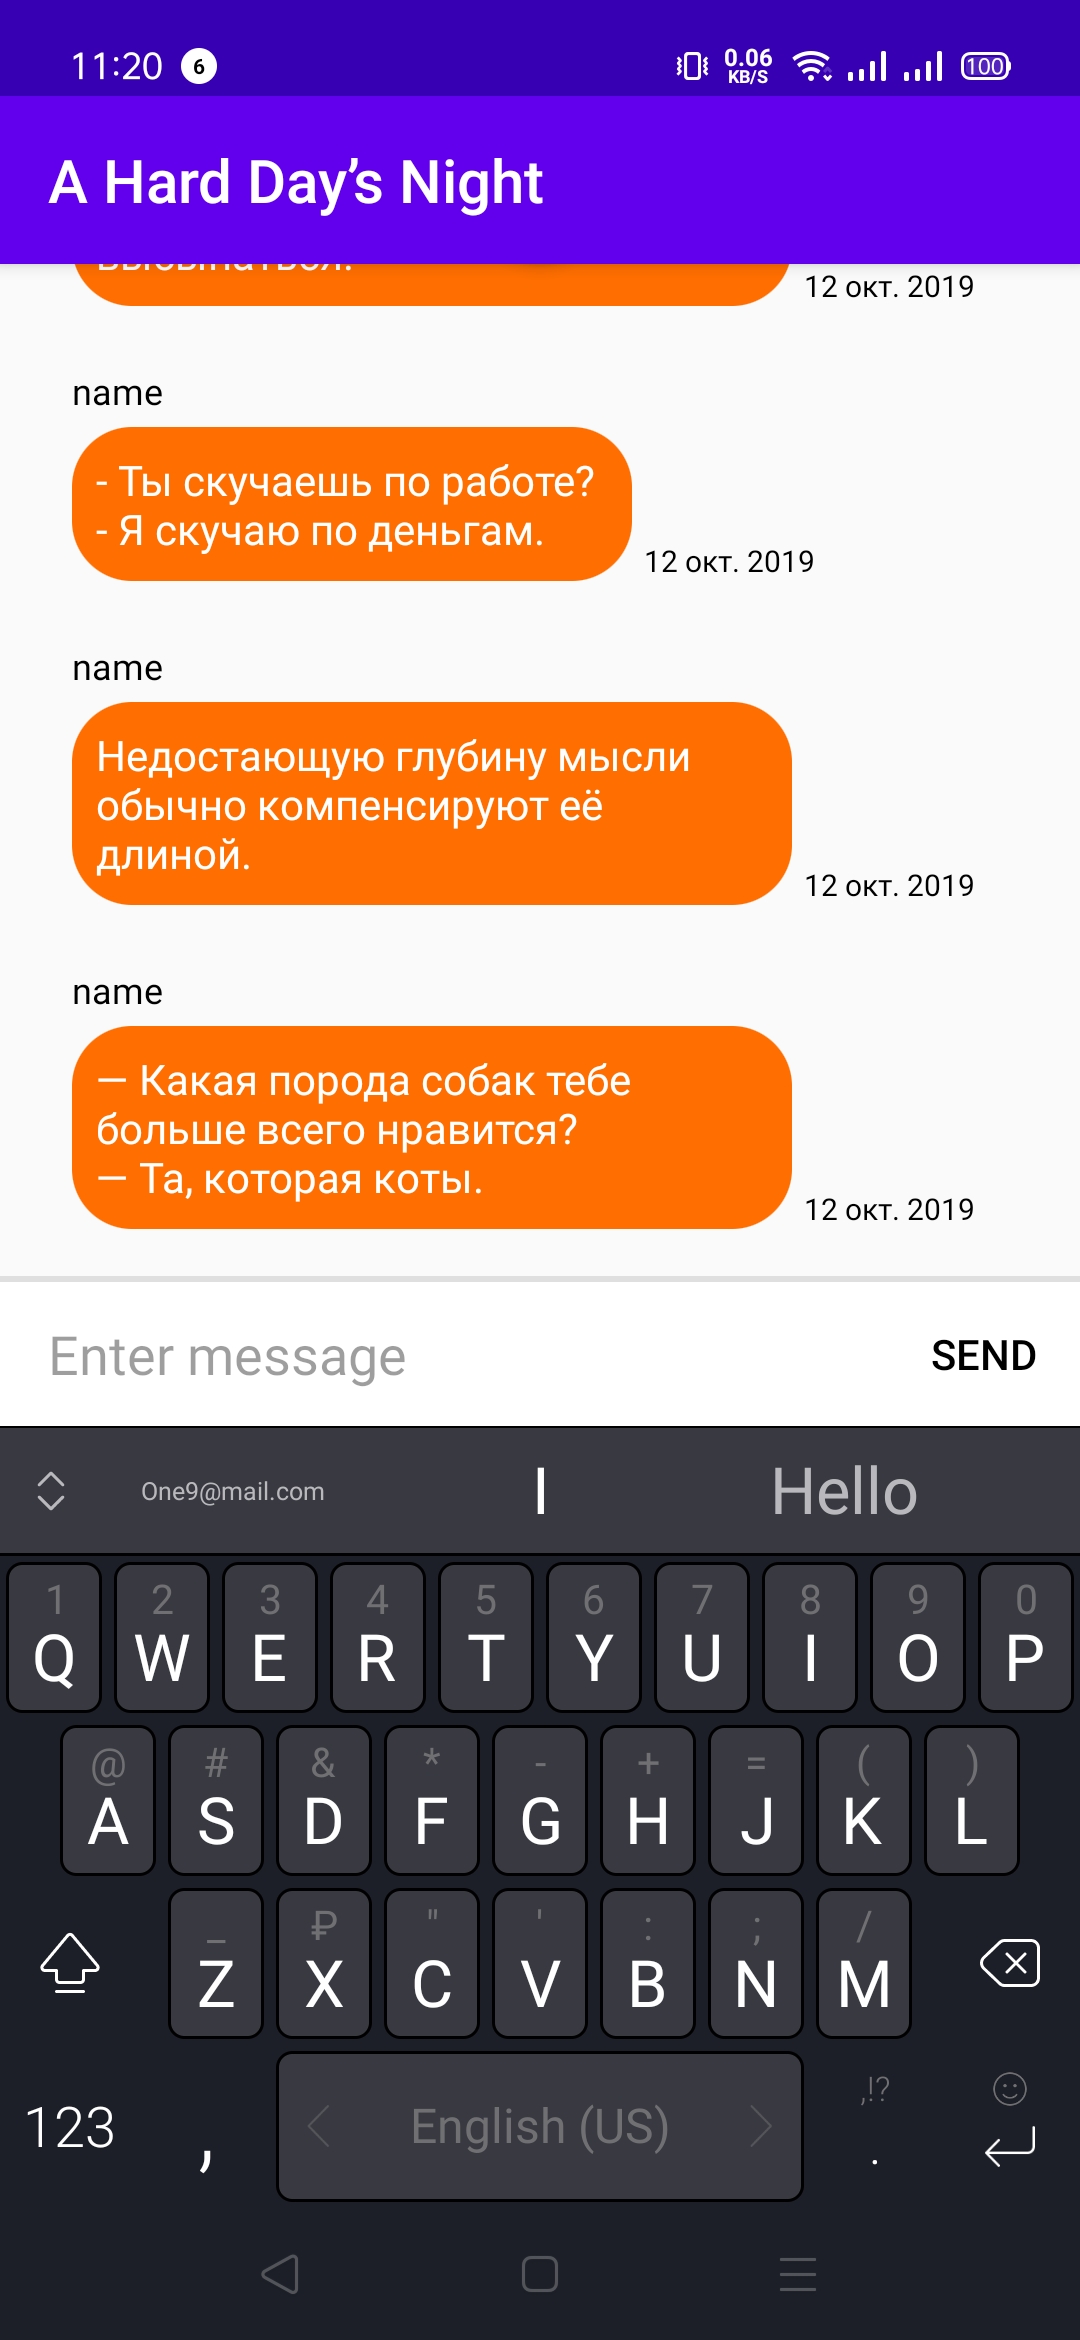 11:20 6 0.06 KB/S 100
A Hard Day’s Night
12 окт. 2019
name
- Ты скучаешь по работе?
- Я скучаю по деньгам.
12 окт. 2019
name
Недостающую глубину мысли
обычно компенсируют её
длиной.
12 окт. 2019
name
— Какая порода собак тебе
больше всего нравится?
— Та, которая коты.
12 окт. 2019
Enter message SEND
One9@mail.com I Hello
1 2 3 4 5 6 7 8 9 0
Q W E R T Y U I O P
@ # & * - + = ( )
A S D F G H J K L
_ ₽ " ' : ; /
Z X C V B N M
123 , English (US) ,!? .